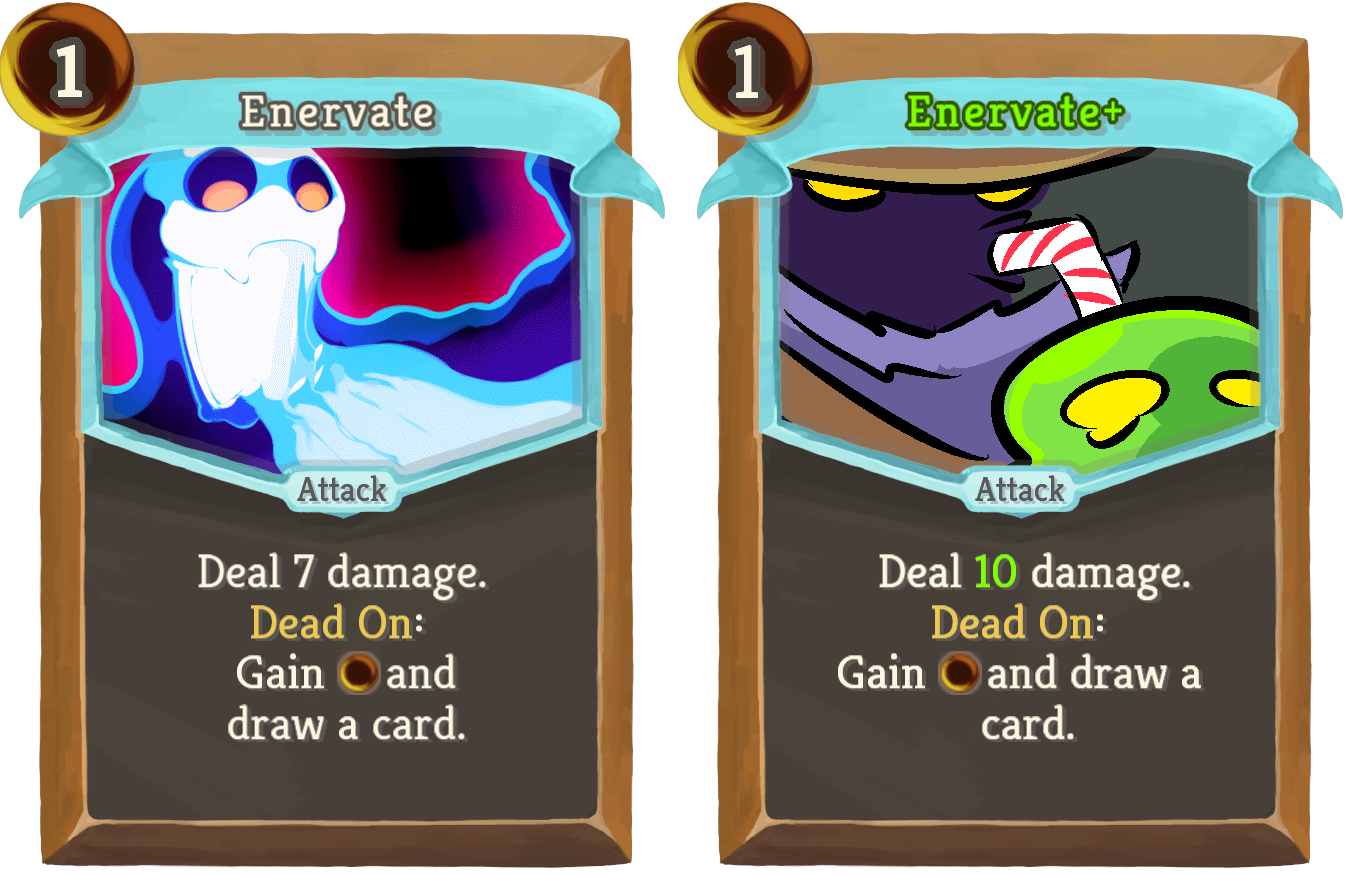 1
Enervate
Attack
Deal 7 damage.
Dead On:
Gain and
draw a card.
1
Enervate+
Attack
Deal 10 damage.
Dead On:
Gain and draw a
card.